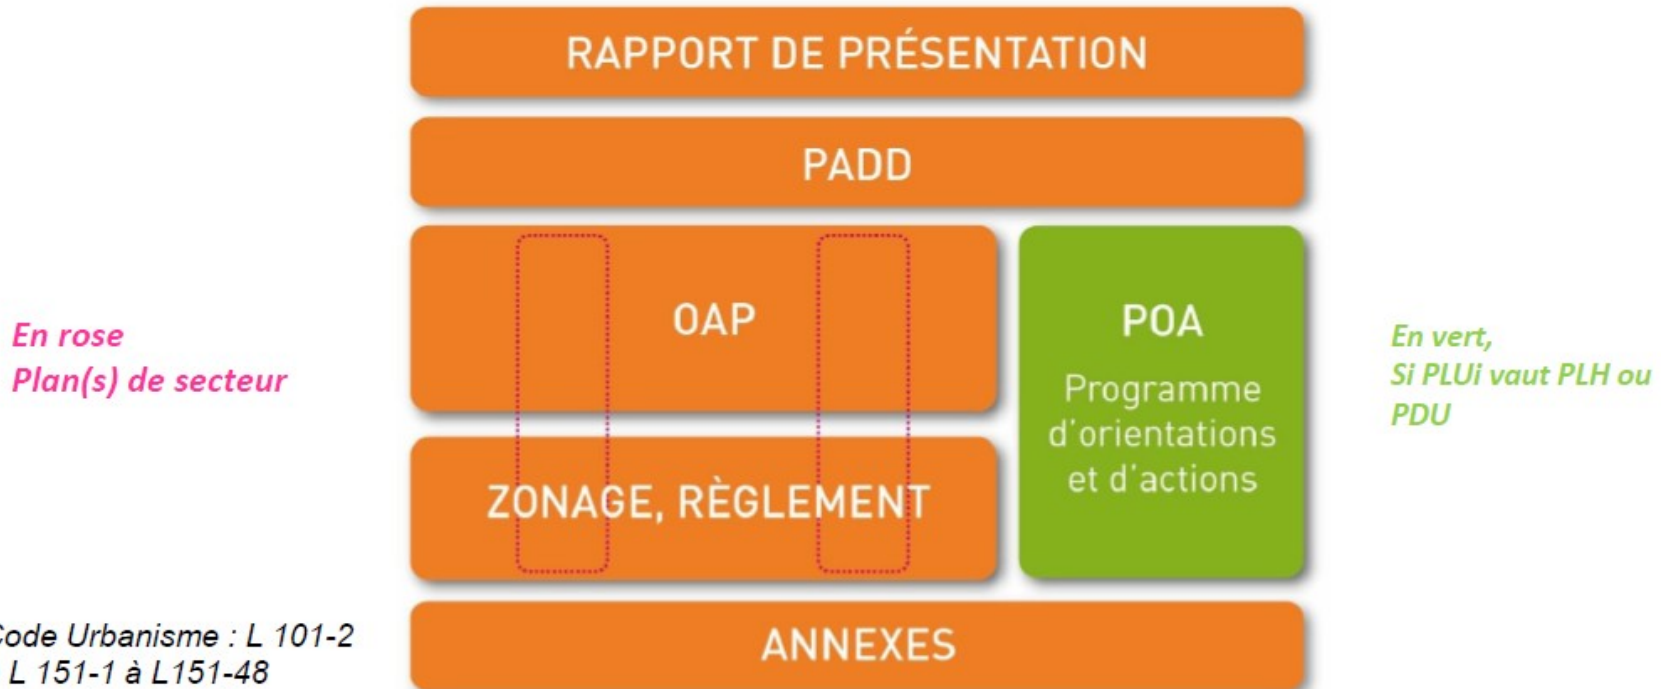 RAPPORT DE PRÉSENTATION
PADD
OAP
POA
Programme
d'orientations
et d'actions
En rose
Plan(s) de secteur
En vert,
Si PLUi vaut PLH ou
PDU
ZONAGE, RÈGLEMENT
Code Urbanisme : L 101-2
L 151-1 à L151-48
ANNEXES